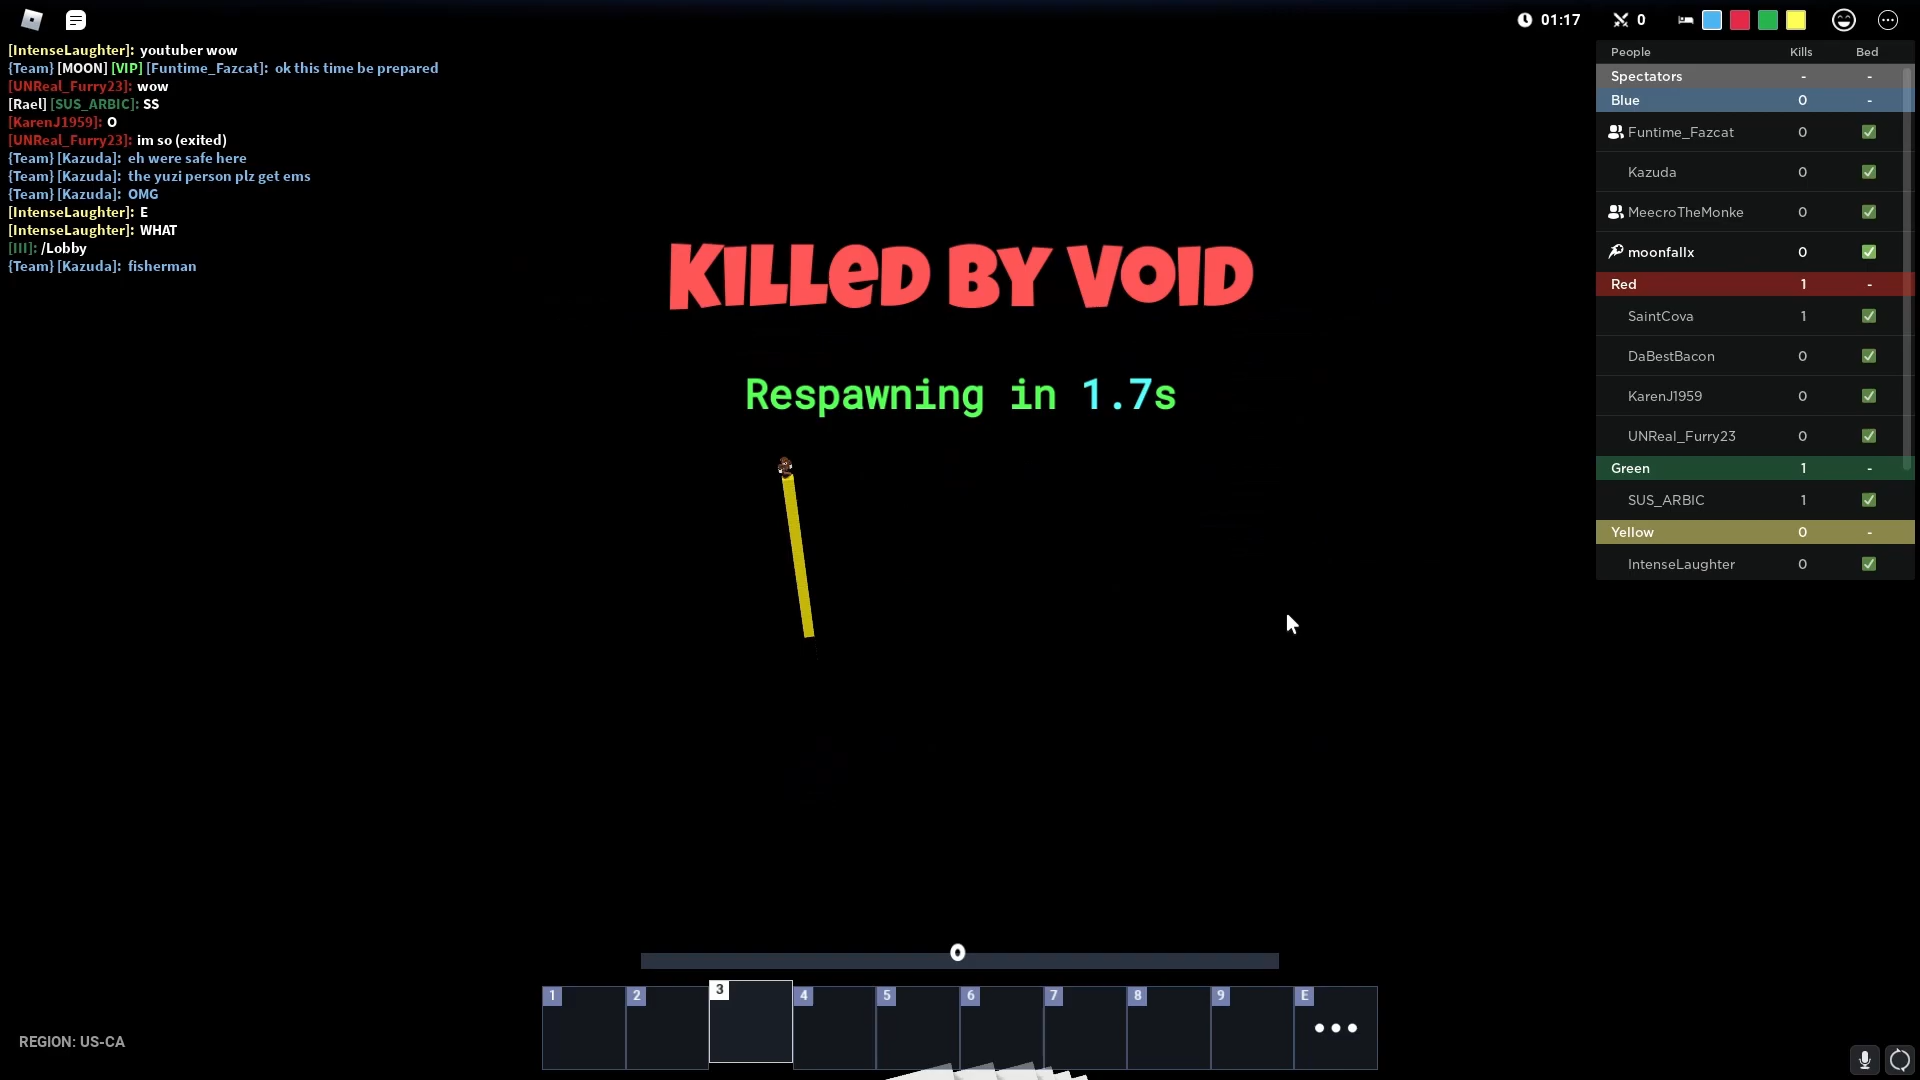 01:17
0
[IntenseLaughter]: youtuber wow
{Team} [MOON] [VIP] [Funtime_Fazcat]: ok this time be prepared
[UNReal_Furry23]: wow
[Rael] [SUS_ARBIC]: SS
[KarenJ1959]: O
[UNReal_Furry23]: im so (exited)
{Team} [Kazuda]: eh were safe here
{Team} [Kazuda]: the yuzi person plz get ems
{Team} [Kazuda]: OMG
[IntenseLaughter]: E
[IntenseLaughter]: WHAT
[III]: /Lobby
{Team} [Kazuda]: fisherman
People Kills Bed
Spectators - -
Blue 0 -
Funtime_Fazcat 0
Kazuda 0
MeecroTheMonke 0
moonfallx 0
Red 1 -
SaintCova 1
DaBestBacon 0
KarenJ1959 0
UNReal_Furry23 0
Green 1 -
SUS_ARBIC 1
Yellow 0 -
IntenseLaughter 0
KILLeD BY VOID
Respawning in 1.7s
0
1 2 3 4 5 6 7 8 9 E
REGION: US-CA